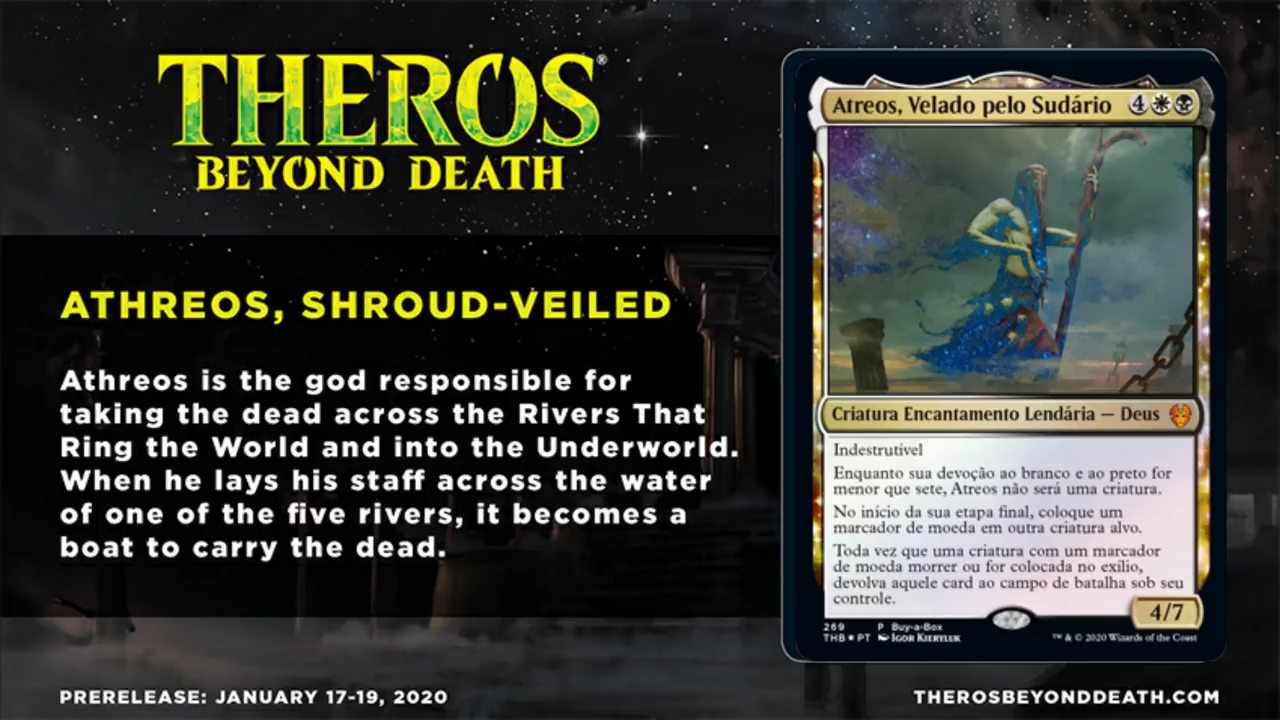 THEROS®
BEYOND DEATH
ATHREOS, SHROUD-VEILED
Athreos is the god responsible for
taking the dead across the Rivers That
Ring the World and into the Underworld.
When he lays his staff across the water
of one of the five rivers, it becomes a
boat to carry the dead.
PRERELEASE: JANUARY 17-19, 2020
Atreos, Velado pelo Sudário 4
Criatura Encantamento Lendária — Deus
Indestrutível
Enquanto sua devoção ao branco e ao preto for
menor que sete, Atreos não será uma criatura.
No início da sua etapa final, coloque um
marcador de moeda em outra criatura alvo.
Toda vez que uma criatura com um marcador
de moeda morrer ou for colocada no exílio,
devolva aquele card ao campo de batalha sob seu
controle.
4/7
269 P Buy-a-Box
THB★PT Igor Kieryluk
™ & © 2020 Wizards of the Coast
THEROSBEYONDDEATH.COM